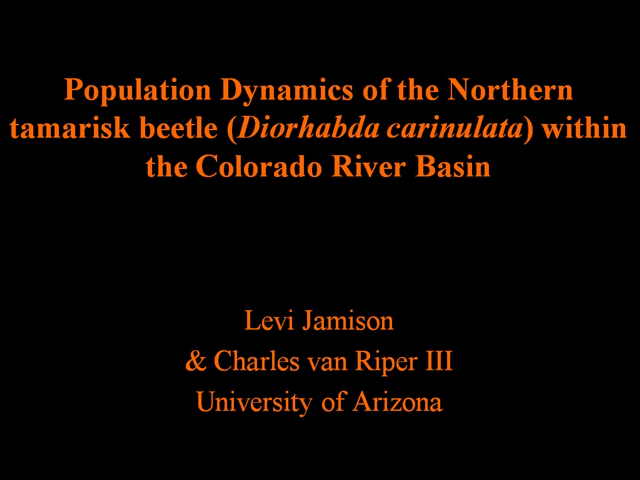 Population Dynamics of the Northern
tamarisk beetle (Diorhabda carinulata) within
the Colorado River Basin
Levi Jamison
& Charles van Riper III
University of Arizona